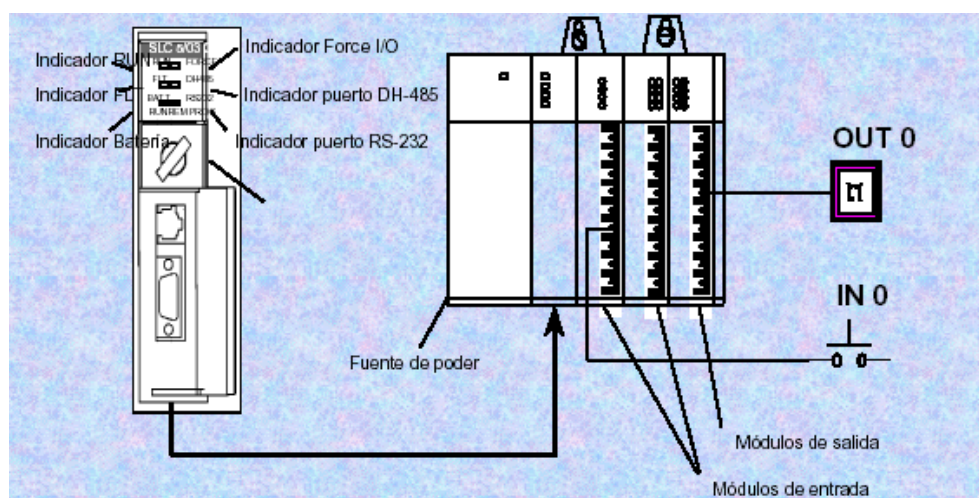 SLC 5/03
Indicador RUN
RUN FORCE
Indicador Force I/O
FLT DH485
Indicador FLT
BATT RS232
Indicador puerto DH-485
RUN REM PROG
Indicador Batería
Indicador puerto RS-232
OUT 0
IN 0
Fuente de poder
Módulos de salida
Módulos de entrada